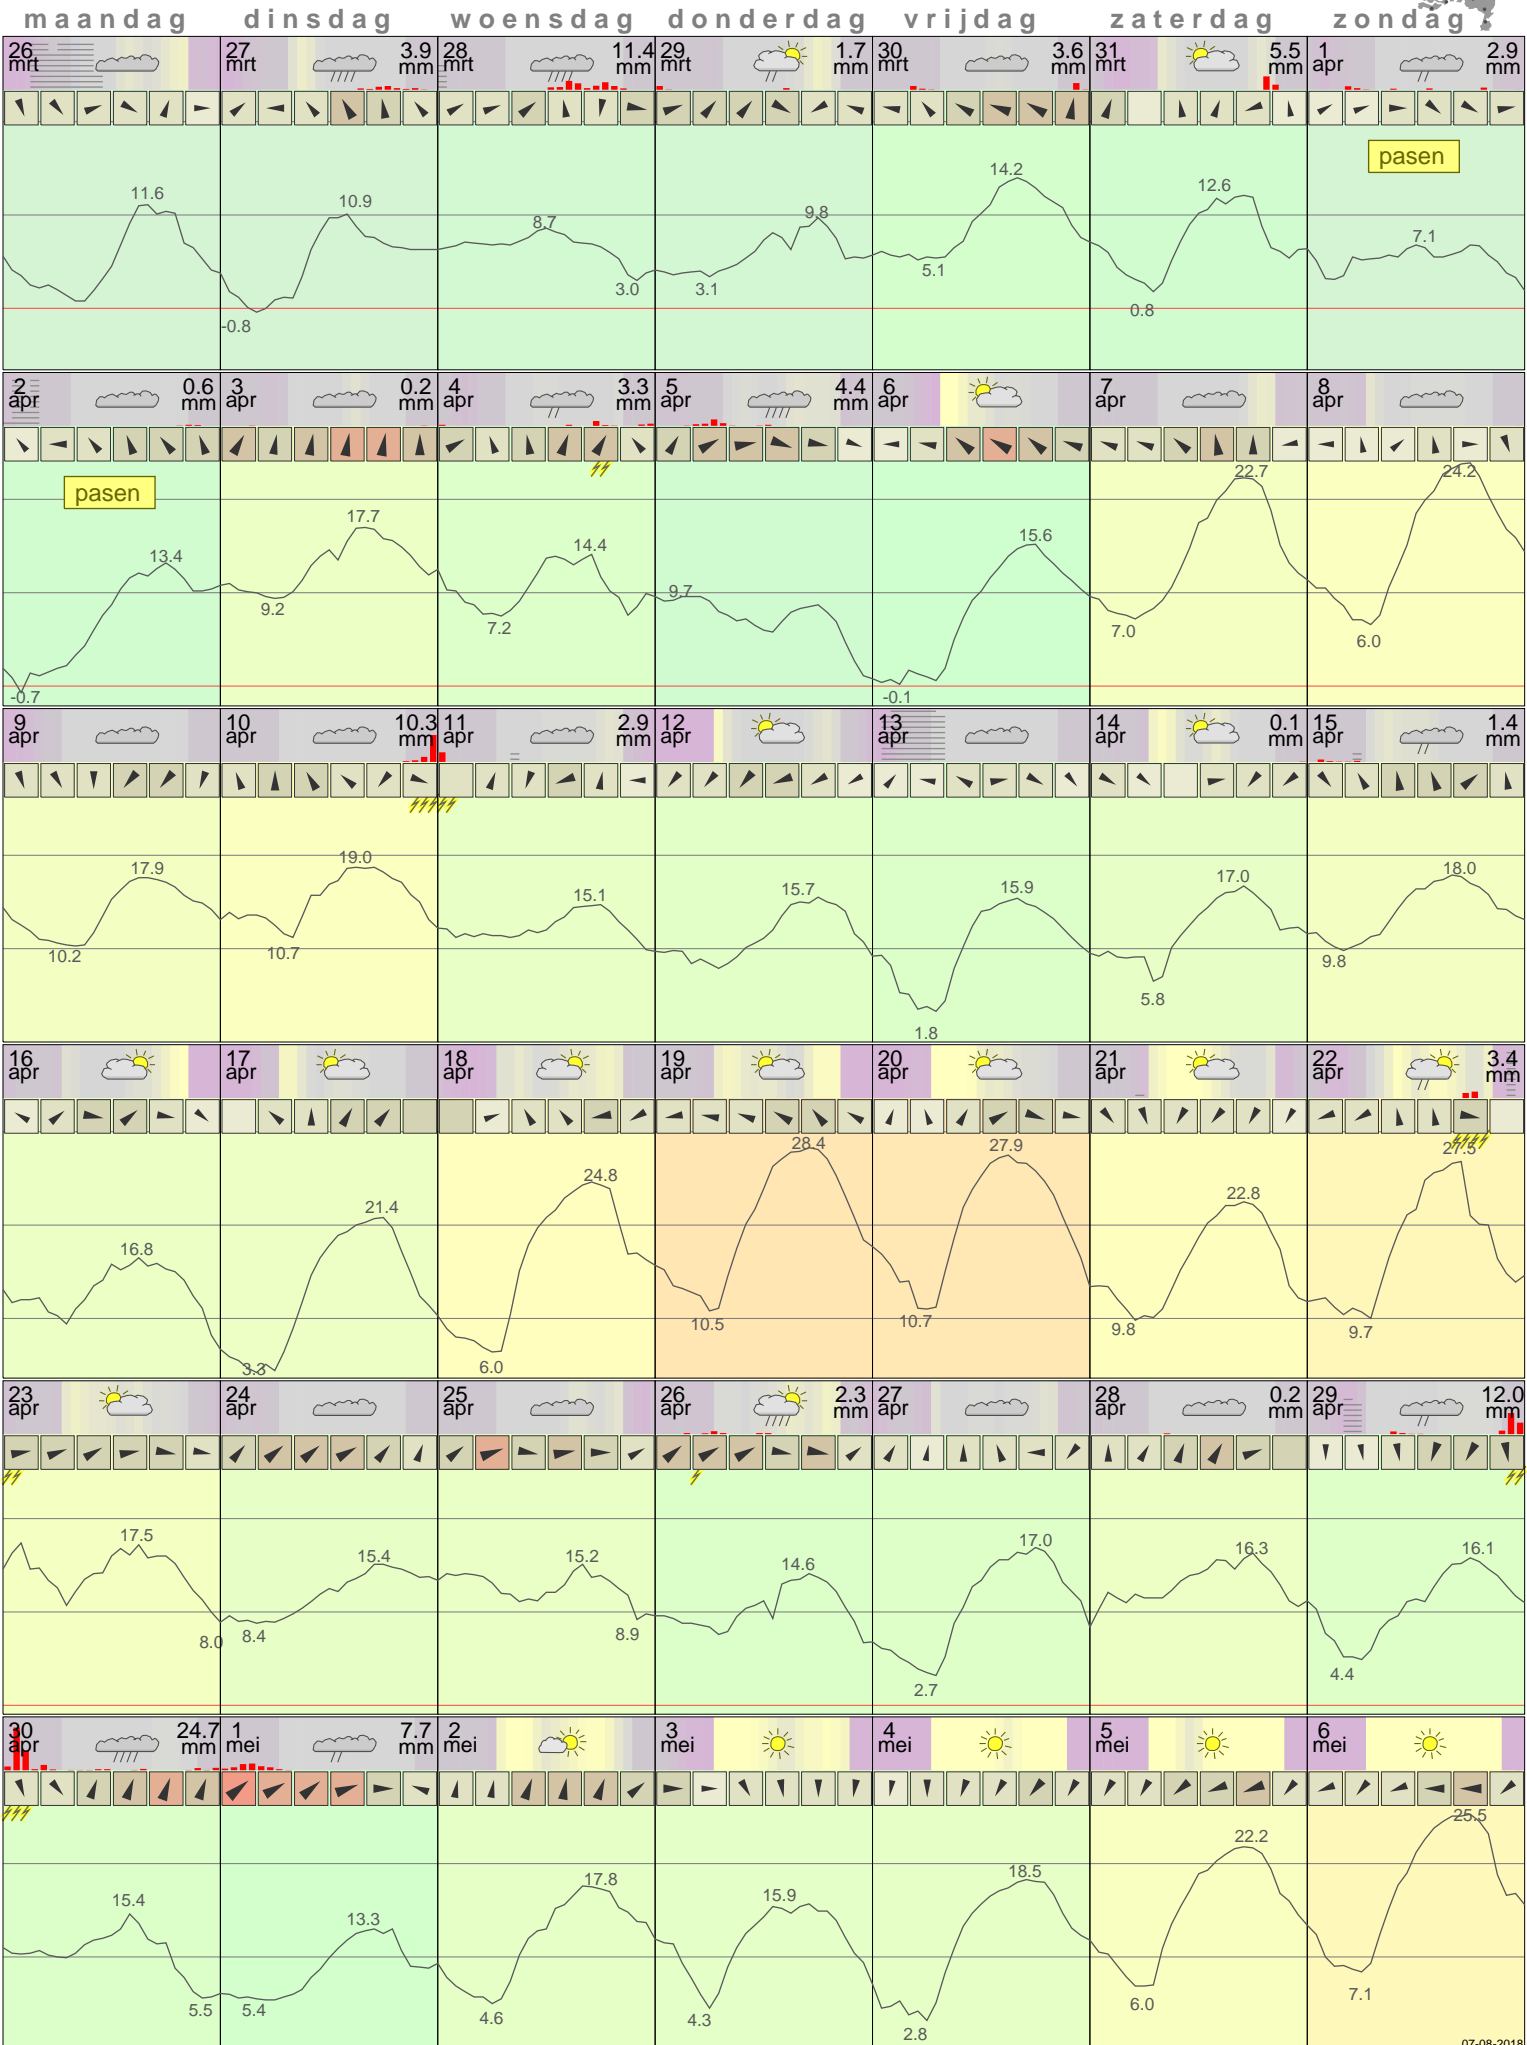 maandag dinsdag woensdag donderdag vrijdag zaterdag zondag
26 27 3.9 28 11.4 29 1.7 30 3.6 31 5.5 1 2.9
mrt mrt mm mrt mm mrt mm mrt mm mrt mm apr mm
pasen
14.2
11.6 10.9 12.6
8.7 9.8
7.1
5.1
3.0 3.1
-0.8 0.8
2 0.6 3 0.2 4 3.3 5 4.4 6 7 8
apr mm apr mm apr mm apr mm apr apr apr
22.7 24.2
pasen
17.7
13.4 14.4 15.6
9.2 9.7
7.2 7.0 6.0
-0.7 -0.1
9 10 10.3 11 2.9 12 13 14 0.1 15 1.4
apr apr mm apr mm apr apr apr mm apr mm
17.9 19.0 15.1 15.7 15.9 17.0 18.0
10.2 10.7 9.8
5.8
1.8
16 17 18 19 20 21 22 3.4
apr apr apr apr apr apr apr mm
28.4 27.9 27.5
24.8
21.4 22.8
16.8
10.5 10.7 9.8 9.7
3.3 6.0
23 24 25 26 2.3 27 28 0.2 29 12.0
apr apr apr apr mm apr apr mm apr mm
17.5 15.4 15.2 14.6 17.0 16.3 16.1
8.0 8.4 8.9
4.4
2.7
30 24.7 1 7.7 2 3 4 5 6
apr mm mei mm mei mei mei mei mei
25.5
22.2
17.8 18.5
15.4 15.9
13.3
5.5 5.4 4.6 4.3 6.0 7.1
2.8
07-08-2018